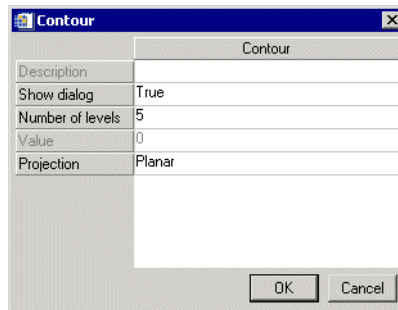 Contour
Contour
Description
Show dialog True
Number of levels 5
Value 0
Projection Planar
OK Cancel